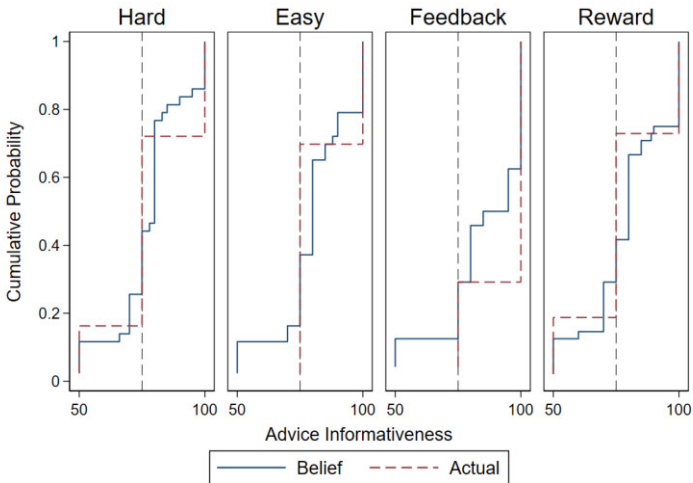 Hard Easy Feedback Reward
Cumulative Probability
1
0.8
0.6
0.4
0.2
0
50 100 50 100 50 100 50 100
Advice Informativeness
Belief Actual